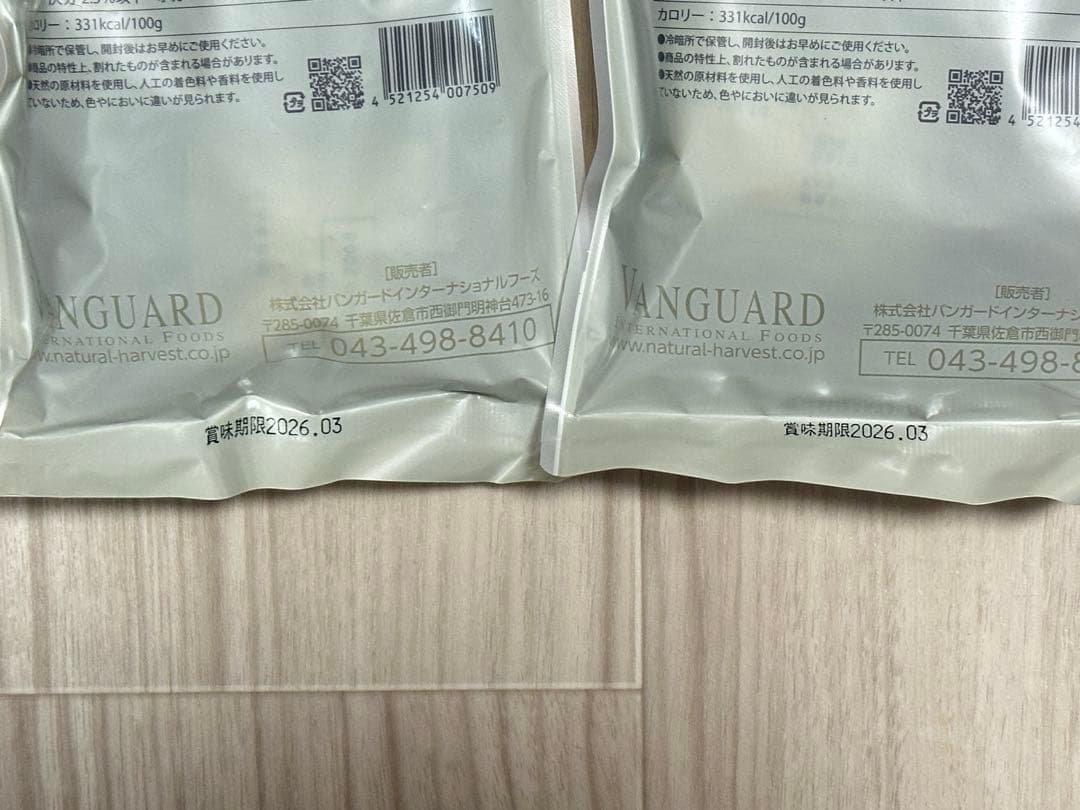 カロリー：331kcal/100g
●冷暗所で保管し、開封後はお早めにご使用ください。
●商品の特性上、割れたものが含まれる場合があります。
●天然の原材料を使用し、人工の着色料や香料を使用し
ていないため、色やにおいに違いが見られます。
プラ
4 521254 007509
[販売者]
株式会社バンガードインターナショナルフーズ
〒285-0074 千葉県佐倉市西御門明神台473-16
TEL 043-498-8410
ANGUARD
ERNATIONAL FOODS
w.natural-harvest.co.jp
賞味期限2026.03
カロリー：331kcal/100g
●冷暗所で保管し、開封後はお早めにご使用ください。
●商品の特性上、割れたものが含まれる場合があります。
●天然の原材料を使用し、人工の着色料や香料を使用し
ていないため、色やにおいに違いが見られます。
プラ
4 521254
[販売者]
株式会社バンガードインターナシ
〒285-0074 千葉県佐倉市西御門
TEL 043-498-8
VANGUARD
TERNATIONAL FOODS
w.natural-harvest.co.jp
賞味期限2026.03